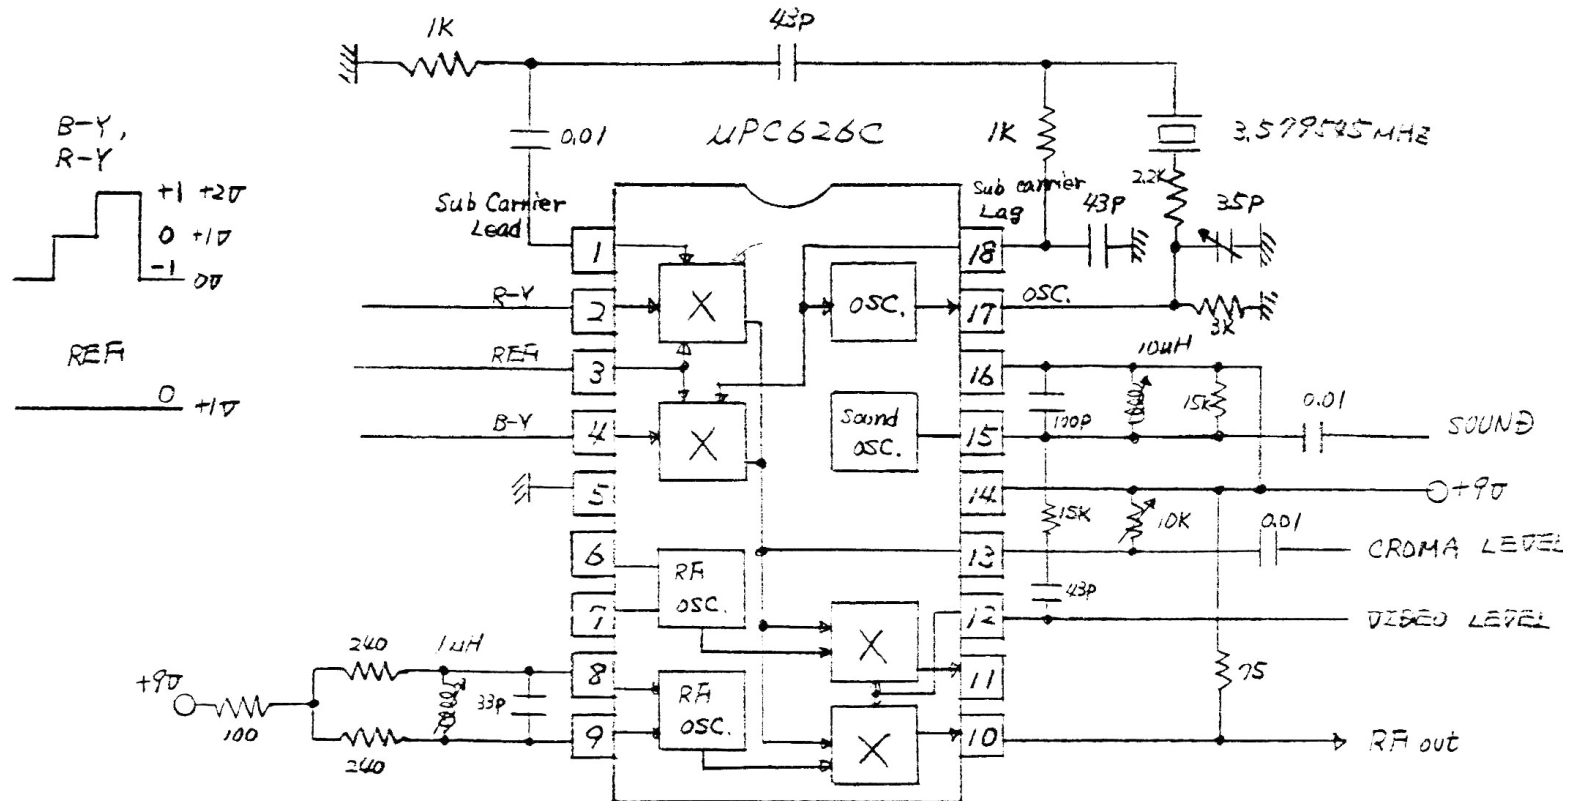 1K
43P
B-Y,
R-Y
+1 +2V
0 +1V
-1 0V
0.01
μPC626C
1K
3.579545MHZ
2.2K
Sub Carrier
Lead
Sub carrier
Lag
43P
35P
1
18
R-Y
2
X
OSC.
17
OSC.
3K
REF
0 +1V
REF
3
16
10μH
15K
100P
0.01
B-Y
4
X
Sound
OSC.
15
SOUND
5
14
+9V
15K
10K
0.01
6
RF
OSC.
13
CROMA LEVEL
7
43P
12
VIDEO LEVEL
X
240
1μH
8
11
75
+9V
100
33P
RF
OSC.
240
9
X
10
RF out